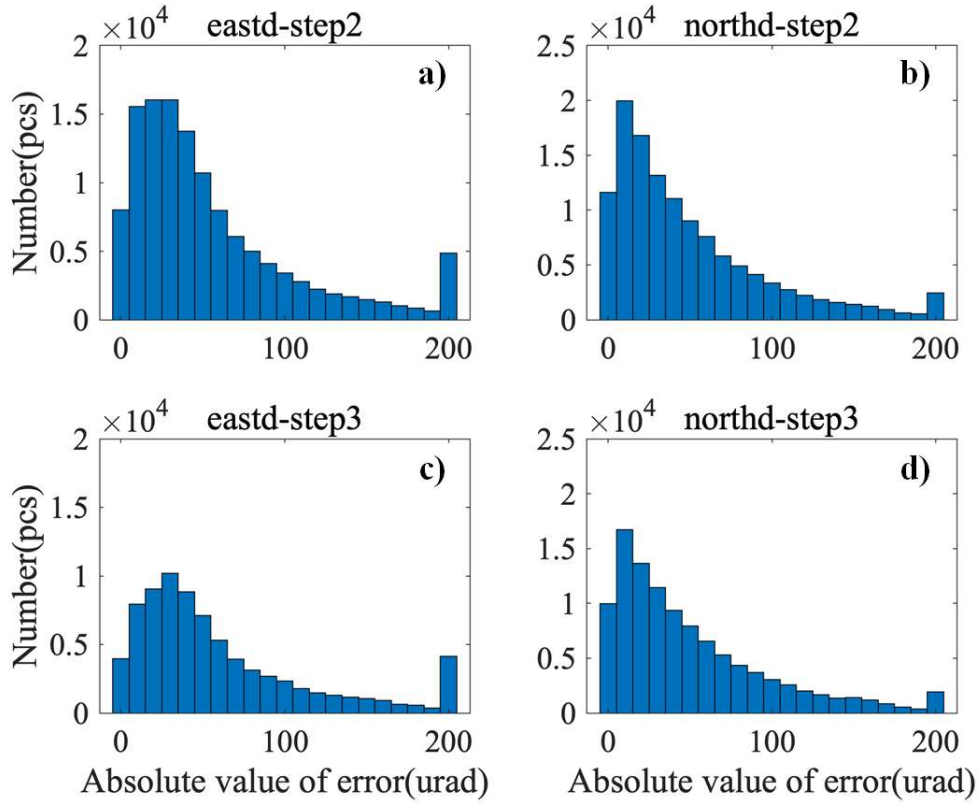 ×10⁴ eastd-step2
2
a)
1.5
1
0.5
0
0 100 200
Number(pcs)
×10⁴ northd-step2
2.5
b)
2
1.5
1
0.5
0
0 100 200
×10⁴ eastd-step3
2
c)
1.5
1
0.5
0
0 100 200
Number(pcs)
Absolute value of error(urad)
×10⁴ northd-step3
2.5
d)
2
1.5
1
0.5
0
0 100 200
Absolute value of error(urad)